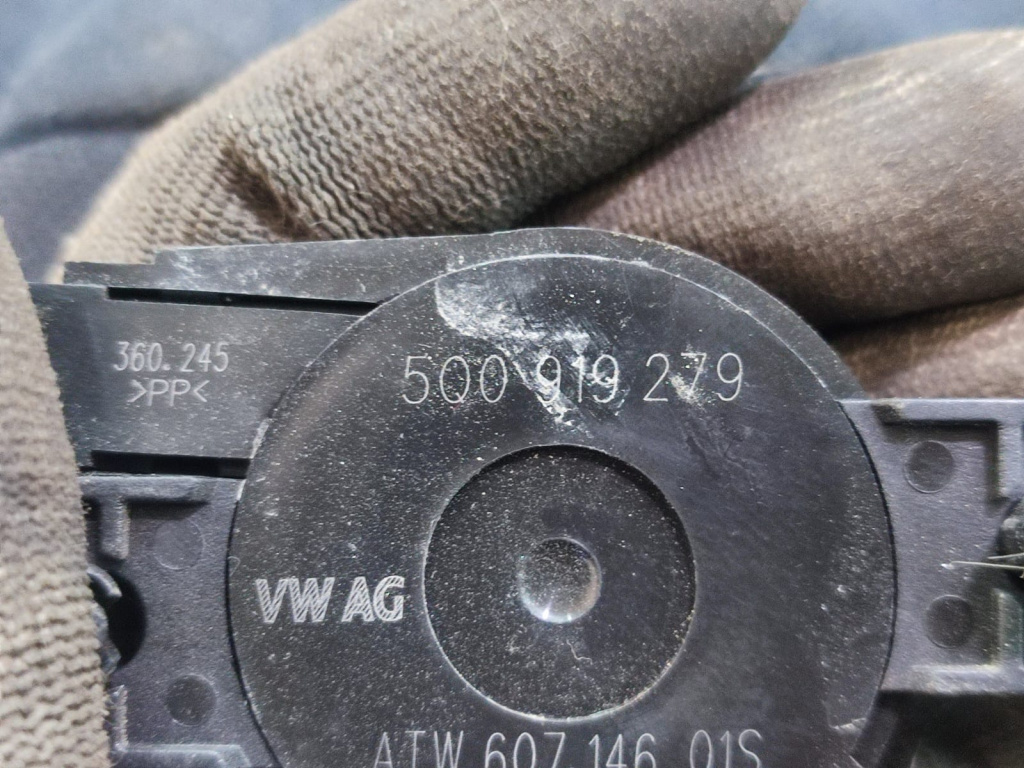 360.245
>PP<
5Q0 919 279
VW AG
ATW 607 146 01S